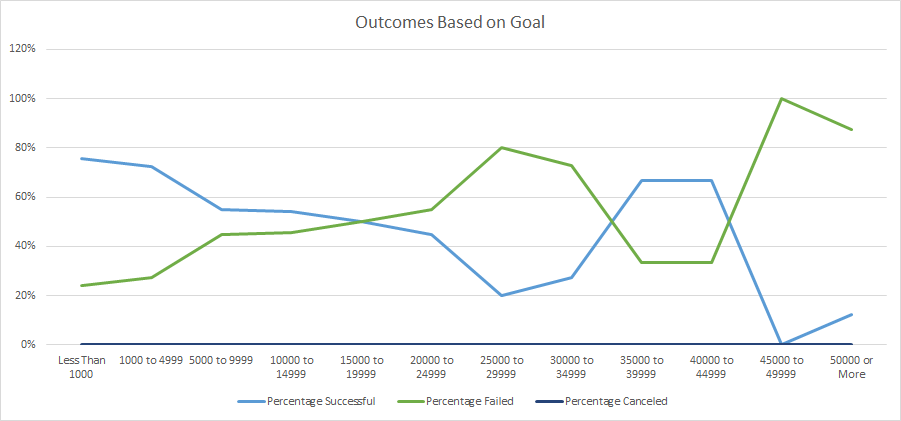 Outcomes Based on Goal
120%
100%
80%
60%
40%
20%
0%
Less Than 1000 to 4999 5000 to 9999 10000 to 15000 to 20000 to 25000 to 30000 to 35000 to 40000 to 45000 to 50000 or
1000 14999 19999 24999 29999 34999 39999 44999 49999 More
Percentage Successful Percentage Failed Percentage Canceled